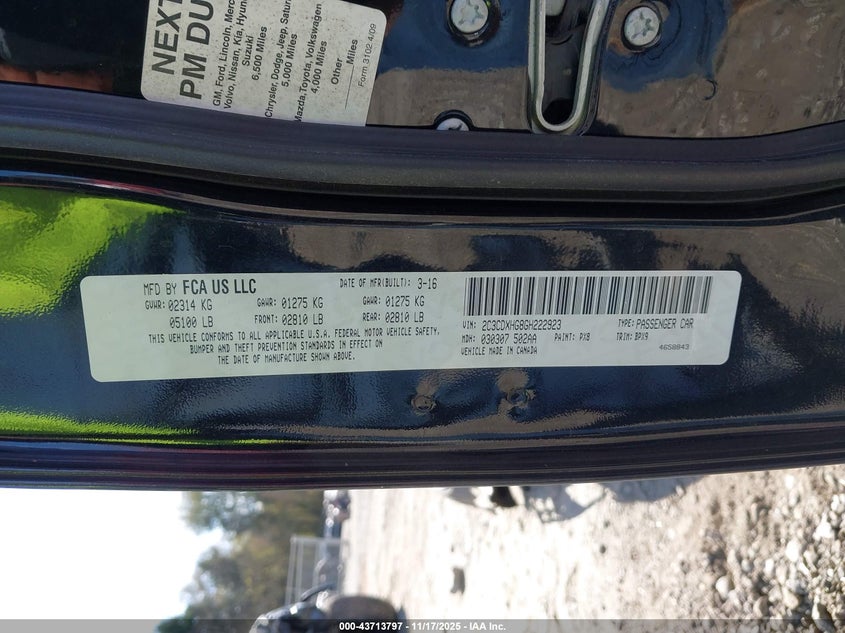 NEXT
PM DU
GM, Ford, Lincoln, Merc
Volvo, Nissan, Kia, Hyun
Suzuki
6,500 Miles
Chrysler, Dodge, Jeep, Saturn
5,000 Miles
Mazda, Toyota, Volkswagen
4,000 Miles
Other
Miles
Form 3102 4/09
MFD BY FCA US LLC
DATE OF MFR(BUILT): 3-16
GVWR: 02314 KG GAWR: 01275 KG GAWR: 01275 KG
05100 LB FRONT: 02810 LB REAR: 02810 LB
THIS VEHICLE CONFORMS TO ALL APPLICABLE U.S.A. FEDERAL MOTOR VEHICLE SAFETY,
BUMPER AND THEFT PREVENTION STANDARDS IN EFFECT ON
THE DATE OF MANUFACTURE SHOWN ABOVE.
VIN: 2C3CDXHG8GH222923 TYPE: PASSENGER CAR
MDH: 030307 502AA PAINT: PX8 TRIM: BPX9
VEHICLE MADE IN CANADA 4658843
000-43713797 - 11/17/2025 - IAA Inc.